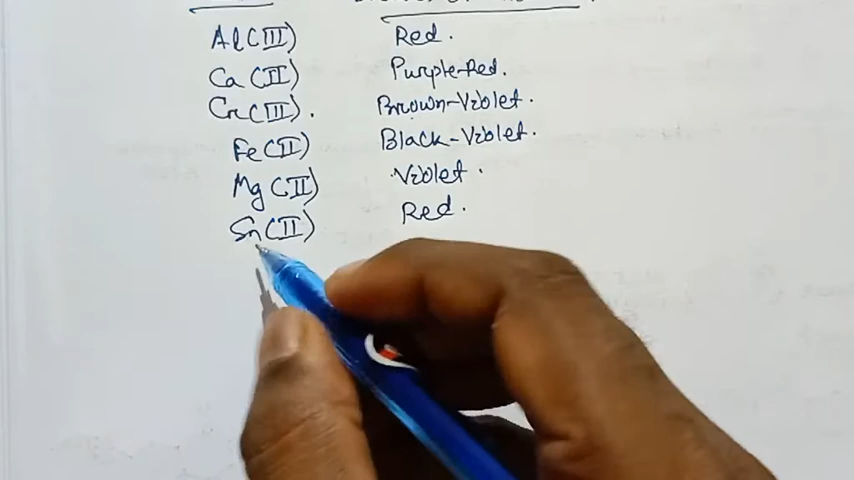 Al(III) Red.
Ca(II) Purple-Red.
Cr(III). Brown-Violet.
Fe(II) Black-Violet.
Mg(II) Violet.
Sn(II) Red.